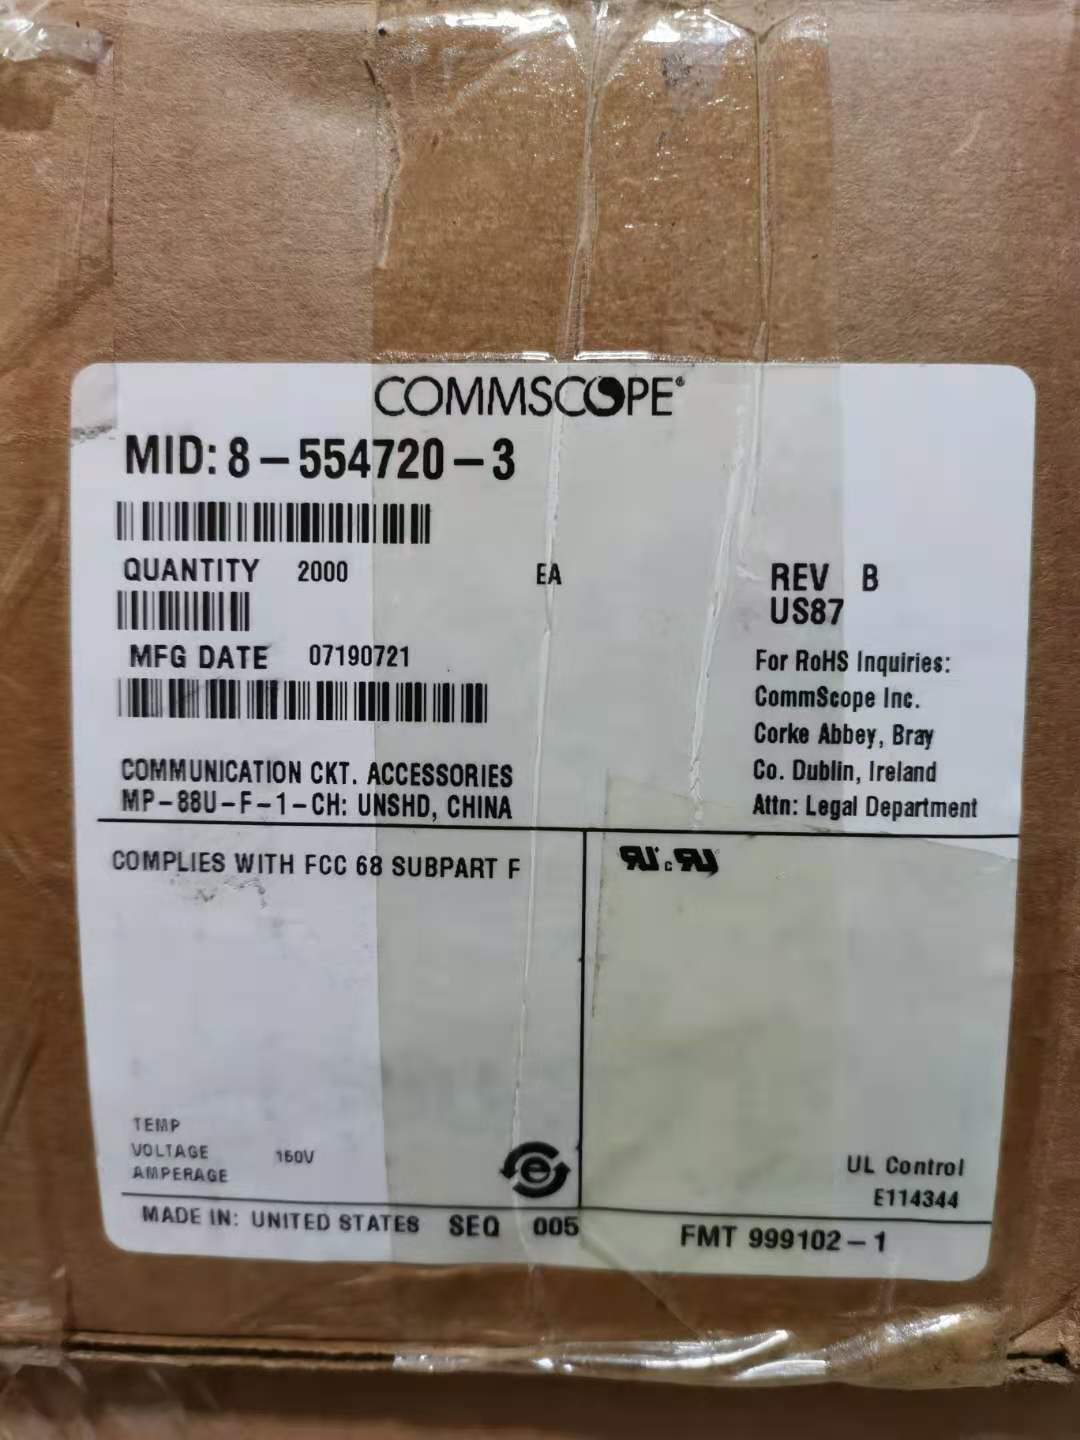 COMMSCOPE®
MID: 8-554720-3
QUANTITY 2000 EA
REV B
US87
MFG DATE 07190721
For RoHS Inquiries:
CommScope Inc.
Corke Abbey, Bray
Co. Dublin, Ireland
Attn: Legal Department
COMMUNICATION CKT. ACCESSORIES
MP-88U-F-1-CH: UNSHD, CHINA
COMPLIES WITH FCC 68 SUBPART F
TEMP
VOLTAGE 150V
AMPERAGE
e
UL Control
E114344
MADE IN: UNITED STATES SEQ 005
FMT 999102-1